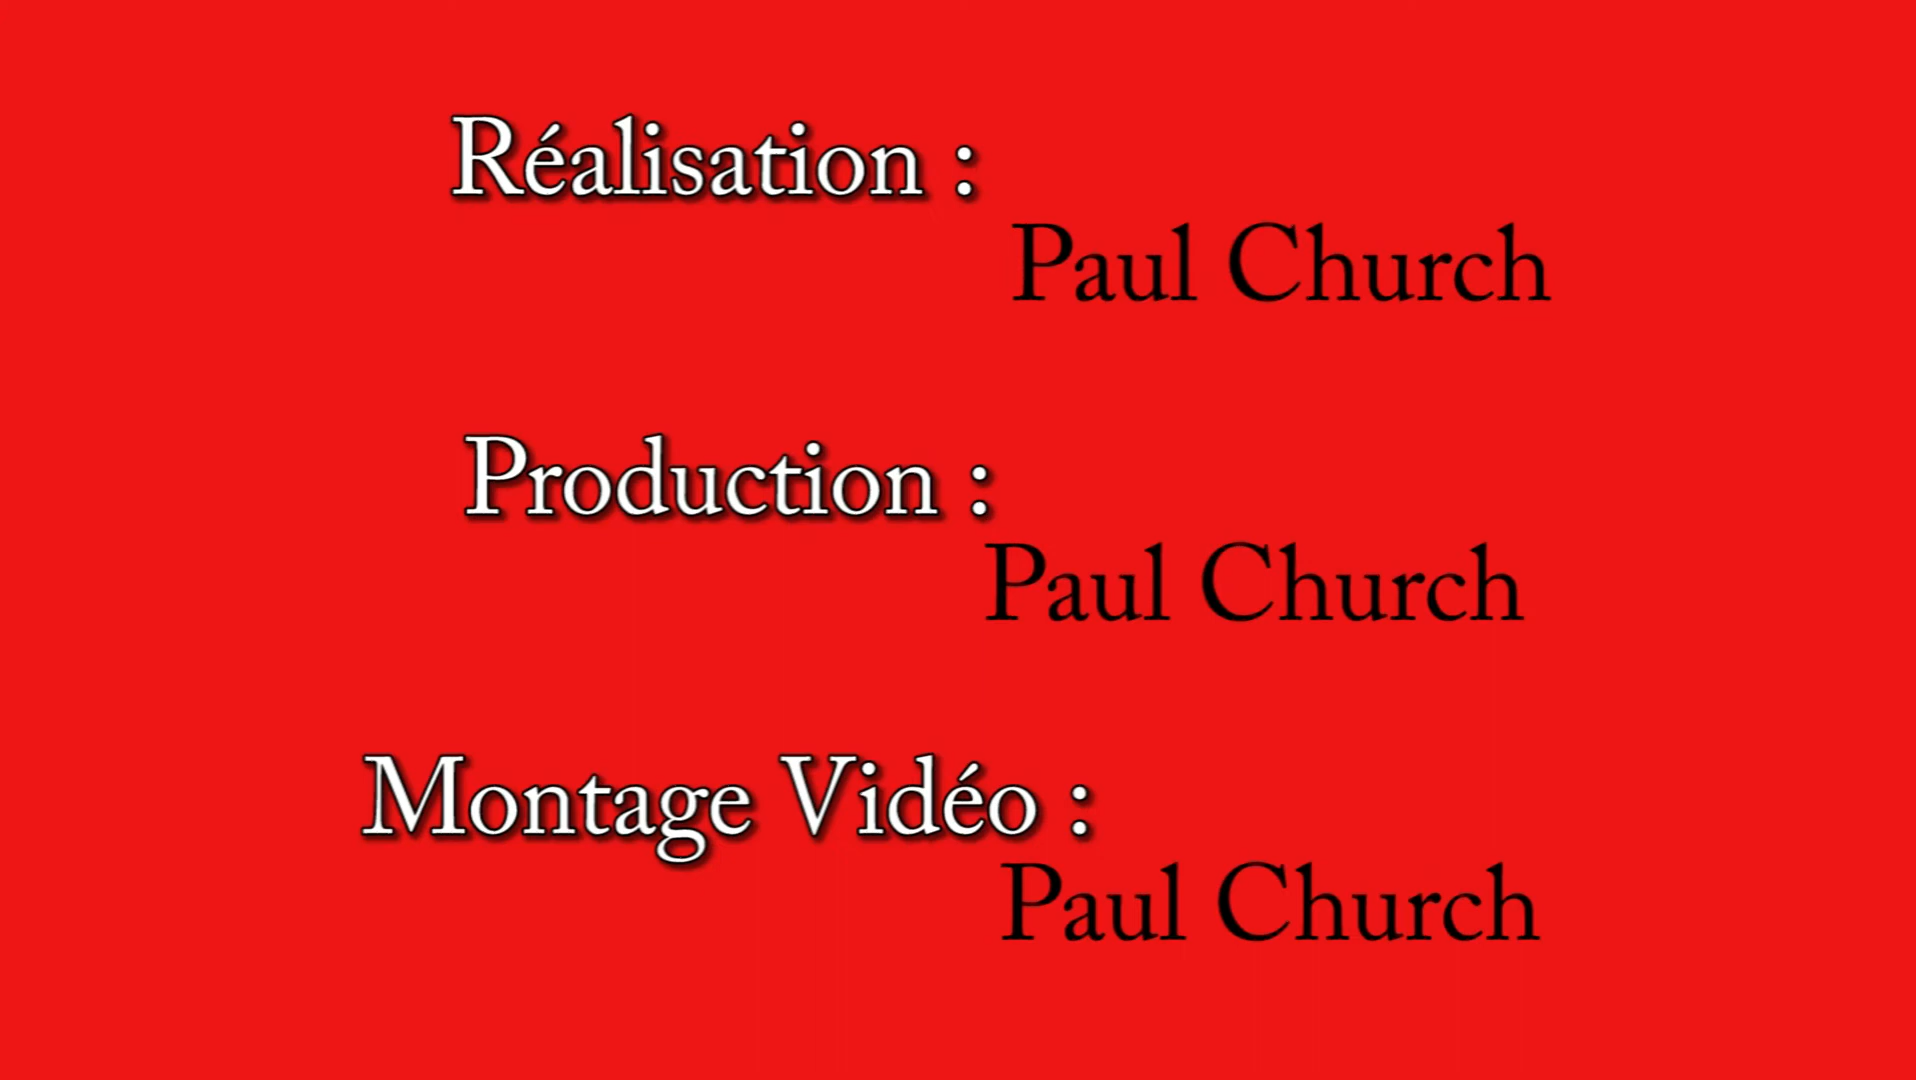 Réalisation :
Paul Church
Production :
Paul Church
Montage Vidéo :
Paul Church